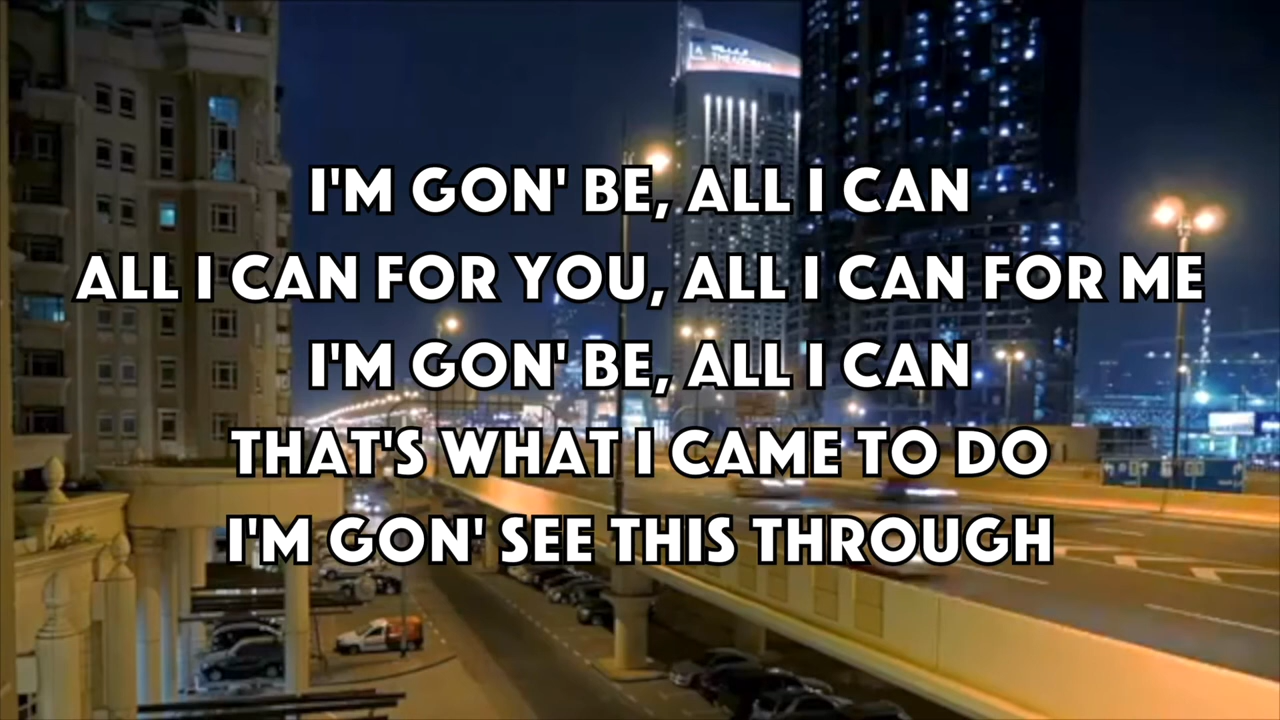 I'M GON' BE, ALL I CAN
ALL I CAN FOR YOU, ALL I CAN FOR ME
I'M GON' BE, ALL I CAN
THAT'S WHAT I CAME TO DO
I'M GON' SEE THIS THROUGH